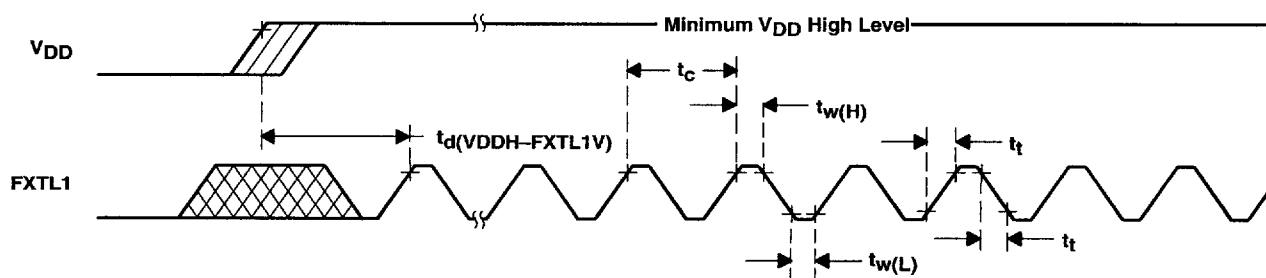 Minimum VDD High Level
VDD
tc
tw(H)
td(VDDH–FXTL1V)
tt
FXTL1
tt
tw(L)